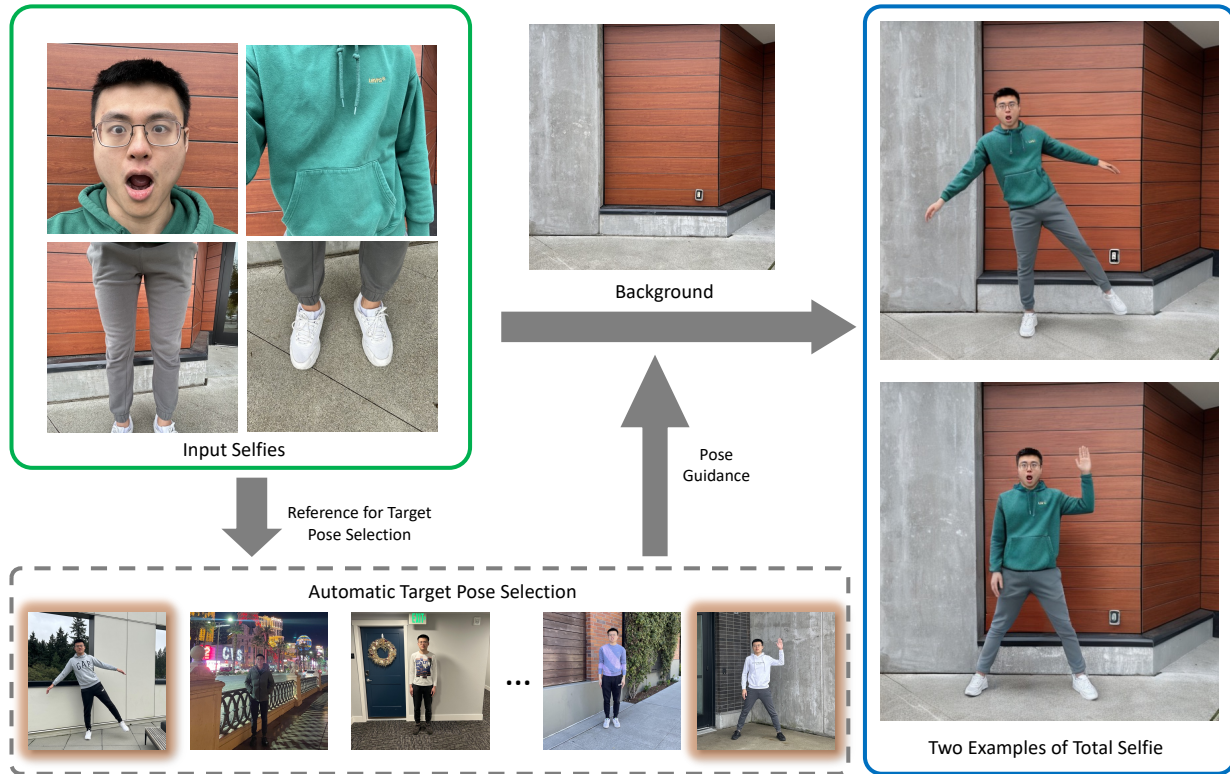 Input Selfies
Background
Reference for Target
Pose Selection
Pose
Guidance
Automatic Target Pose Selection
GAP
...
Two Examples of Total Selfie